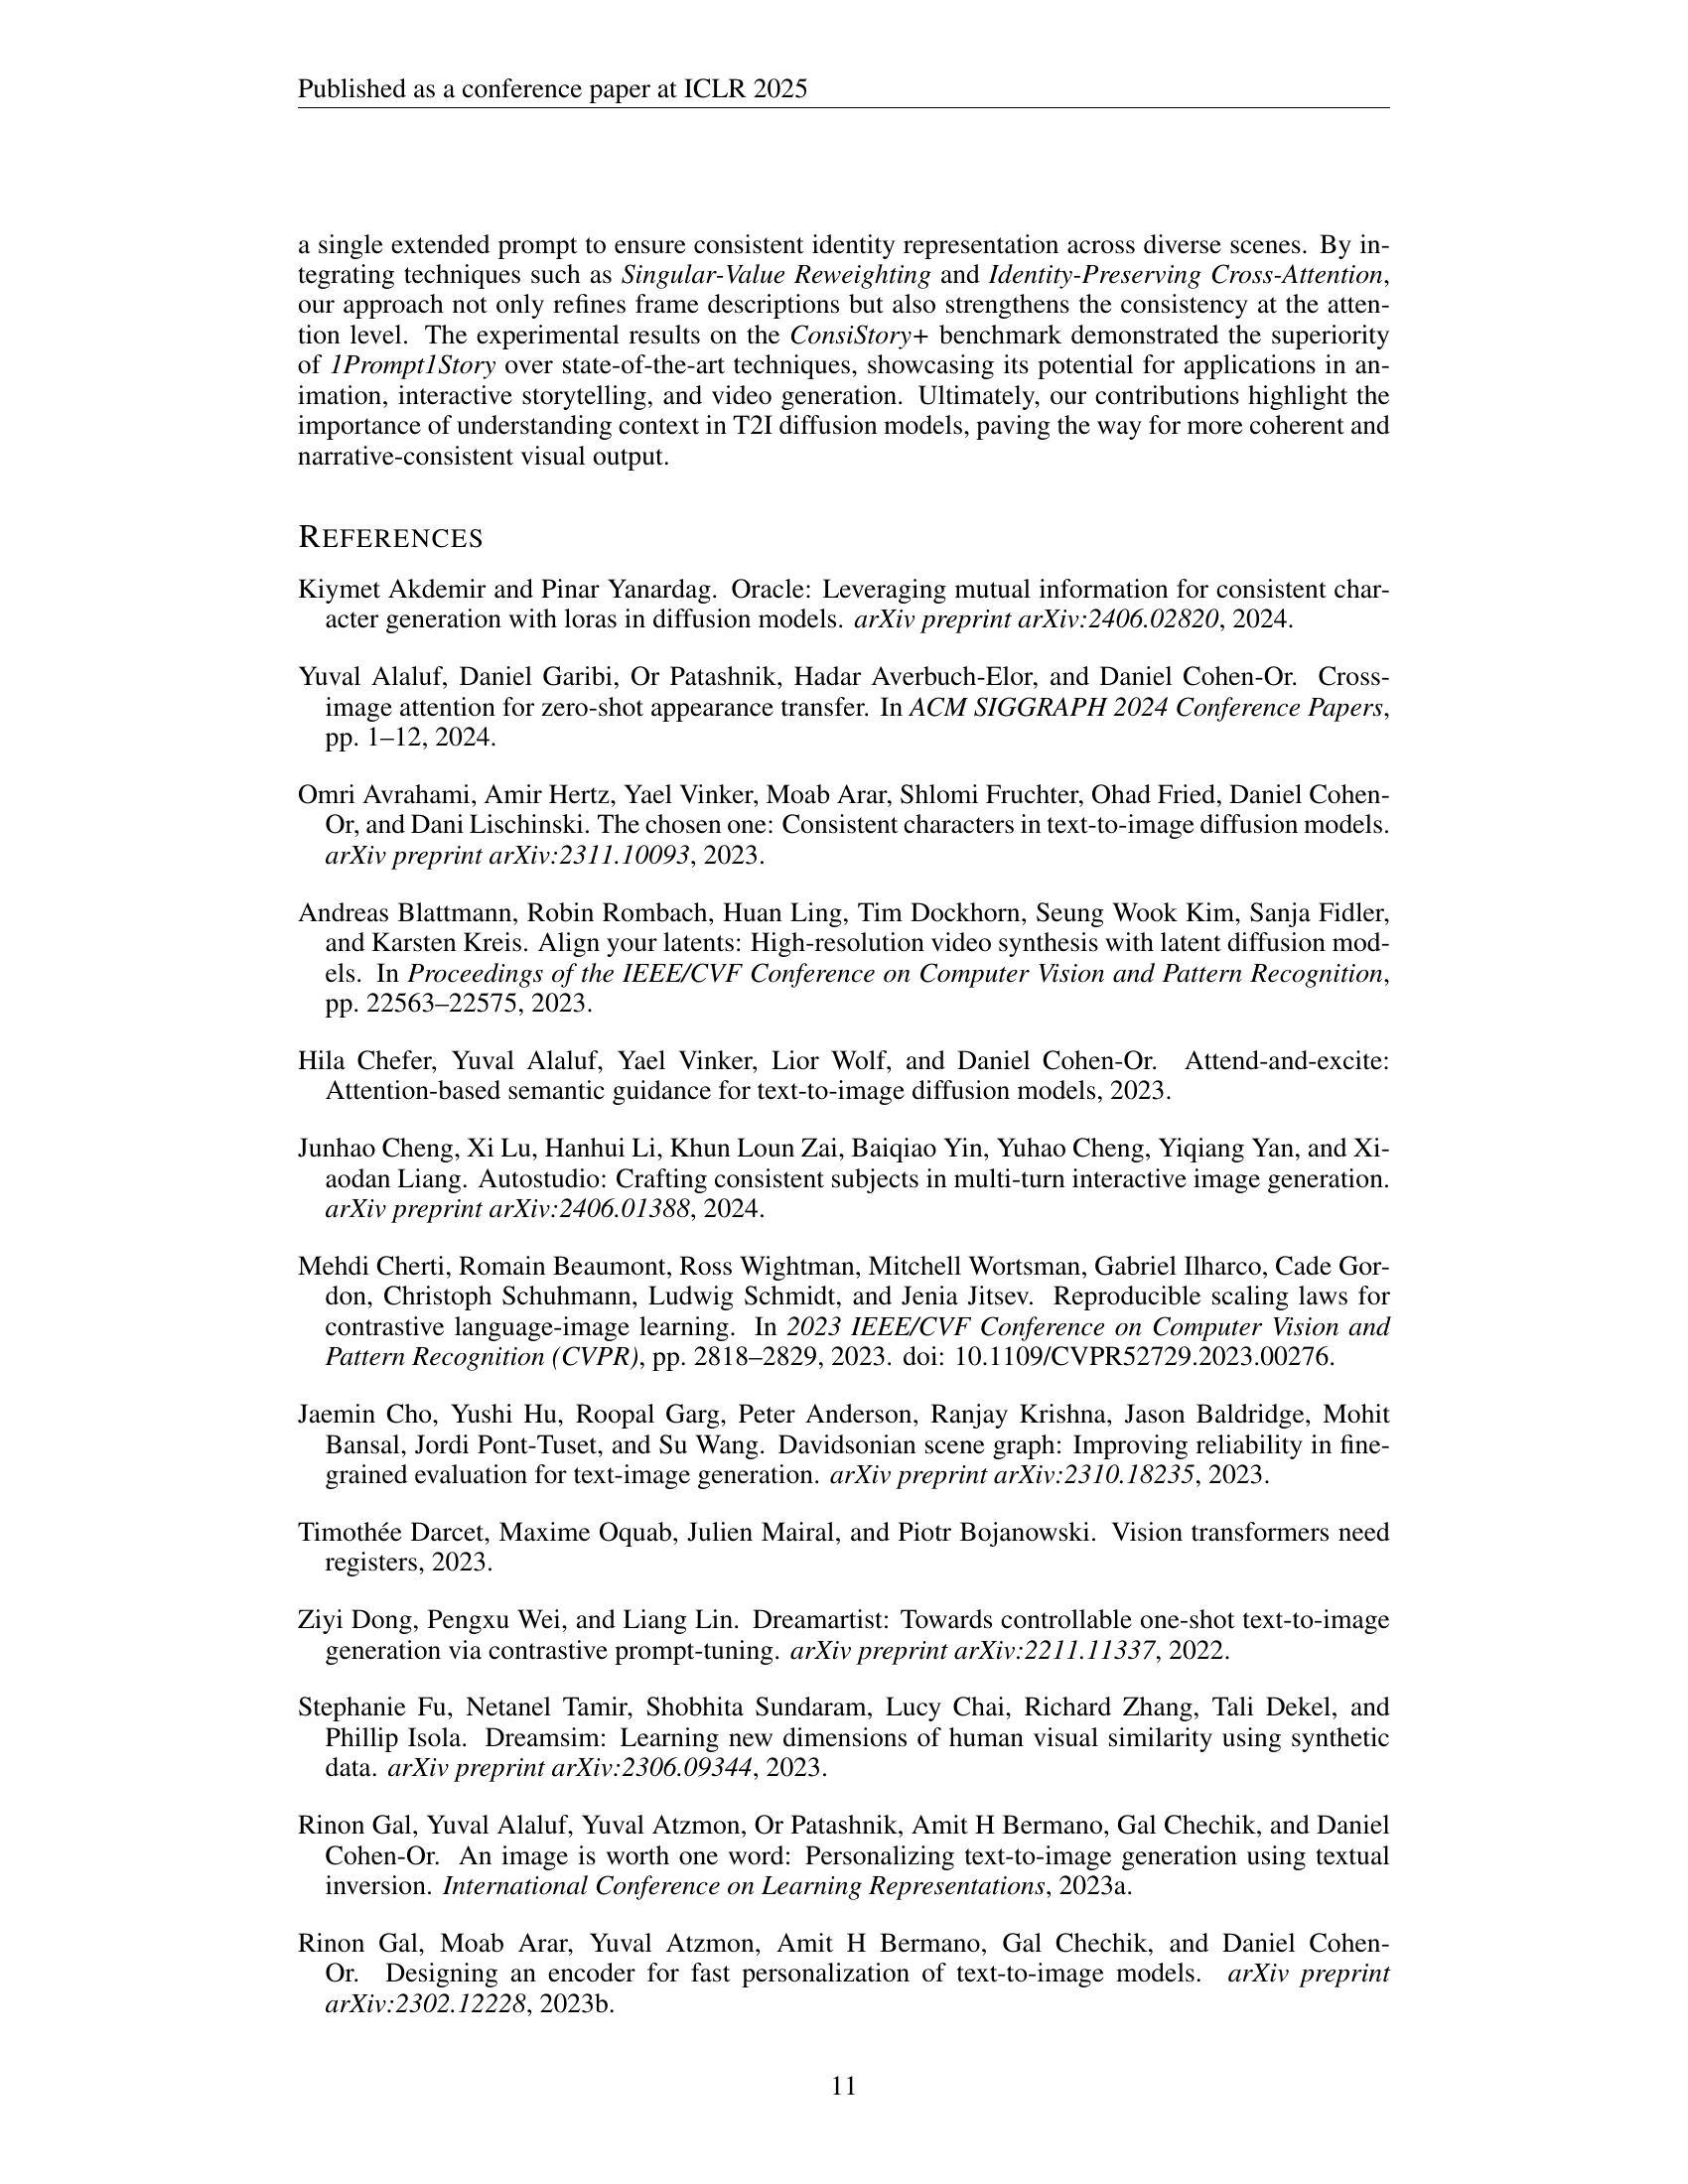 Published as a conference paper at ICLR 2025
a single extended prompt to ensure consistent identity representation across diverse scenes. By in-
tegrating techniques such as Singular-Value Reweighting and Identity-Preserving Cross-Attention,
our approach not only refines frame descriptions but also strengthens the consistency at the atten-
tion level. The experimental results on the ConsiStory+ benchmark demonstrated the superiority
of 1Prompt1Story over state-of-the-art techniques, showcasing its potential for applications in an-
imation, interactive storytelling, and video generation. Ultimately, our contributions highlight the
importance of understanding context in T2I diffusion models, paving the way for more coherent and
narrative-consistent visual output.
REFERENCES
Kiymet Akdemir and Pinar Yanardag. Oracle: Leveraging mutual information for consistent char-
acter generation with loras in diffusion models. arXiv preprint arXiv:2406.02820, 2024.
Yuval Alaluf, Daniel Garibi, Or Patashnik, Hadar Averbuch-Elor, and Daniel Cohen-Or. Cross-
image attention for zero-shot appearance transfer. In ACM SIGGRAPH 2024 Conference Papers,
pp. 1–12, 2024.
Omri Avrahami, Amir Hertz, Yael Vinker, Moab Arar, Shlomi Fruchter, Ohad Fried, Daniel Cohen-
Or, and Dani Lischinski. The chosen one: Consistent characters in text-to-image diffusion models.
arXiv preprint arXiv:2311.10093, 2023.
Andreas Blattmann, Robin Rombach, Huan Ling, Tim Dockhorn, Seung Wook Kim, Sanja Fidler,
and Karsten Kreis. Align your latents: High-resolution video synthesis with latent diffusion mod-
els. In Proceedings of the IEEE/CVF Conference on Computer Vision and Pattern Recognition,
pp. 22563–22575, 2023.
Hila Chefer, Yuval Alaluf, Yael Vinker, Lior Wolf, and Daniel Cohen-Or. Attend-and-excite:
Attention-based semantic guidance for text-to-image diffusion models, 2023.
Junhao Cheng, Xi Lu, Hanhui Li, Khun Loun Zai, Baiqiao Yin, Yuhao Cheng, Yiqiang Yan, and Xi-
aodan Liang. Autostudio: Crafting consistent subjects in multi-turn interactive image generation.
arXiv preprint arXiv:2406.01388, 2024.
Mehdi Cherti, Romain Beaumont, Ross Wightman, Mitchell Wortsman, Gabriel Ilharco, Cade Gor-
don, Christoph Schuhmann, Ludwig Schmidt, and Jenia Jitsev. Reproducible scaling laws for
contrastive language-image learning. In 2023 IEEE/CVF Conference on Computer Vision and
Pattern Recognition (CVPR), pp. 2818–2829, 2023. doi: 10.1109/CVPR52729.2023.00276.
Jaemin Cho, Yushi Hu, Roopal Garg, Peter Anderson, Ranjay Krishna, Jason Baldridge, Mohit
Bansal, Jordi Pont-Tuset, and Su Wang. Davidsonian scene graph: Improving reliability in fine-
grained evaluation for text-image generation. arXiv preprint arXiv:2310.18235, 2023.
Timothée Darcet, Maxime Oquab, Julien Mairal, and Piotr Bojanowski. Vision transformers need
registers, 2023.
Ziyi Dong, Pengxu Wei, and Liang Lin. Dreamartist: Towards controllable one-shot text-to-image
generation via contrastive prompt-tuning. arXiv preprint arXiv:2211.11337, 2022.
Stephanie Fu, Netanel Tamir, Shobhita Sundaram, Lucy Chai, Richard Zhang, Tali Dekel, and
Phillip Isola. Dreamsim: Learning new dimensions of human visual similarity using synthetic
data. arXiv preprint arXiv:2306.09344, 2023.
Rinon Gal, Yuval Alaluf, Yuval Atzmon, Or Patashnik, Amit H Bermano, Gal Chechik, and Daniel
Cohen-Or. An image is worth one word: Personalizing text-to-image generation using textual
inversion. International Conference on Learning Representations, 2023a.
Rinon Gal, Moab Arar, Yuval Atzmon, Amit H Bermano, Gal Chechik, and Daniel Cohen-
Or. Designing an encoder for fast personalization of text-to-image models. arXiv preprint
arXiv:2302.12228, 2023b.
11